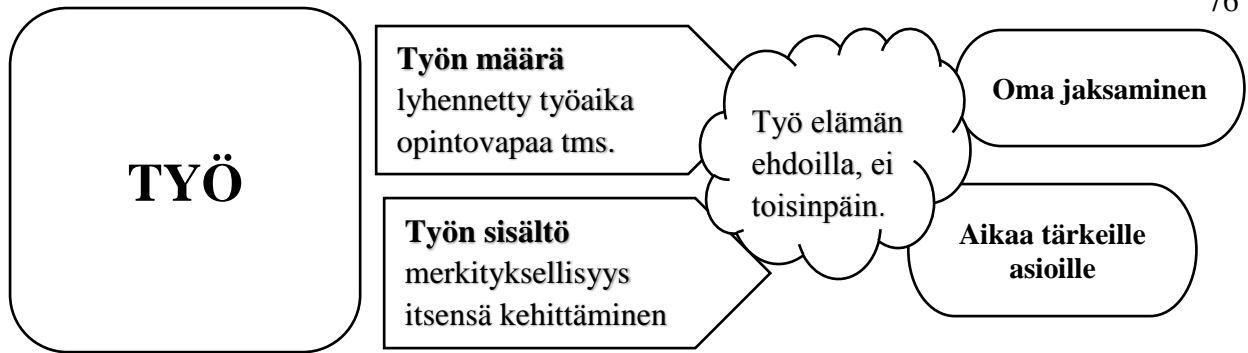 76
TYÖ
Työn määrä
lyhennetty työaika
opintovapaa tms.
Työn sisältö
merkityksellisyys
itsensä kehittäminen
Työ elämän
ehdoilla, ei
toisinpäin.
Oma jaksaminen
Aikaa tärkeille
asioille